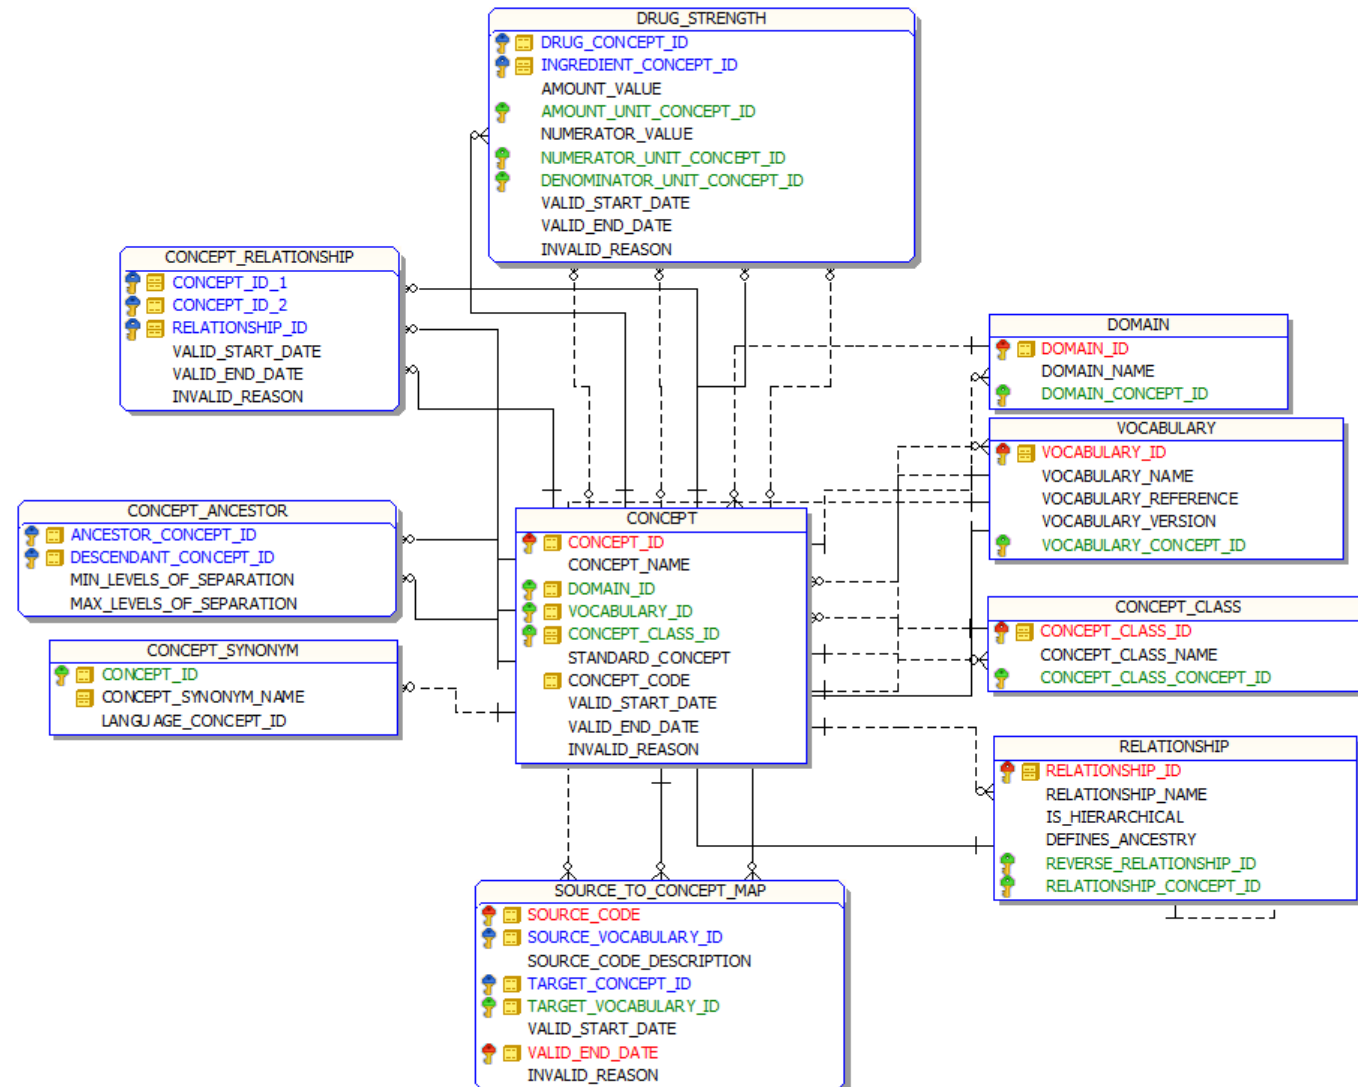 DRUG_STRENGTH
DRUG_CONCEPT_ID
INGREDIENT_CONCEPT_ID
AMOUNT_VALUE
AMOUNT_UNIT_CONCEPT_ID
NUMERATOR_VALUE
NUMERATOR_UNIT_CONCEPT_ID
DENOMINATOR_UNIT_CONCEPT_ID
VALID_START_DATE
VALID_END_DATE
INVALID_REASON
CONCEPT_RELATIONSHIP
CONCEPT_ID_1
CONCEPT_ID_2
RELATIONSHIP_ID
VALID_START_DATE
VALID_END_DATE
INVALID_REASON
DOMAIN
DOMAIN_ID
DOMAIN_NAME
DOMAIN_CONCEPT_ID
VOCABULARY
VOCABULARY_ID
VOCABULARY_NAME
VOCABULARY_REFERENCE
VOCABULARY_VERSION
VOCABULARY_CONCEPT_ID
CONCEPT_ANCESTOR
ANCESTOR_CONCEPT_ID
DESCENDANT_CONCEPT_ID
MIN_LEVELS_OF_SEPARATION
MAX_LEVELS_OF_SEPARATION
CONCEPT
CONCEPT_ID
CONCEPT_NAME
DOMAIN_ID
VOCABULARY_ID
CONCEPT_CLASS_ID
STANDARD_CONCEPT
CONCEPT_CODE
VALID_START_DATE
VALID_END_DATE
INVALID_REASON
CONCEPT_CLASS
CONCEPT_CLASS_ID
CONCEPT_CLASS_NAME
CONCEPT_CLASS_CONCEPT_ID
CONCEPT_SYNONYM
CONCEPT_ID
CONCEPT_SYNONYM_NAME
LANGUAGE_CONCEPT_ID
RELATIONSHIP
RELATIONSHIP_ID
RELATIONSHIP_NAME
IS_HIERARCHICAL
DEFINES_ANCESTRY
REVERSE_RELATIONSHIP_ID
RELATIONSHIP_CONCEPT_ID
SOURCE_TO_CONCEPT_MAP
SOURCE_CODE
SOURCE_VOCABULARY_ID
SOURCE_CODE_DESCRIPTION
TARGET_CONCEPT_ID
TARGET_VOCABULARY_ID
VALID_START_DATE
VALID_END_DATE
INVALID_REASON